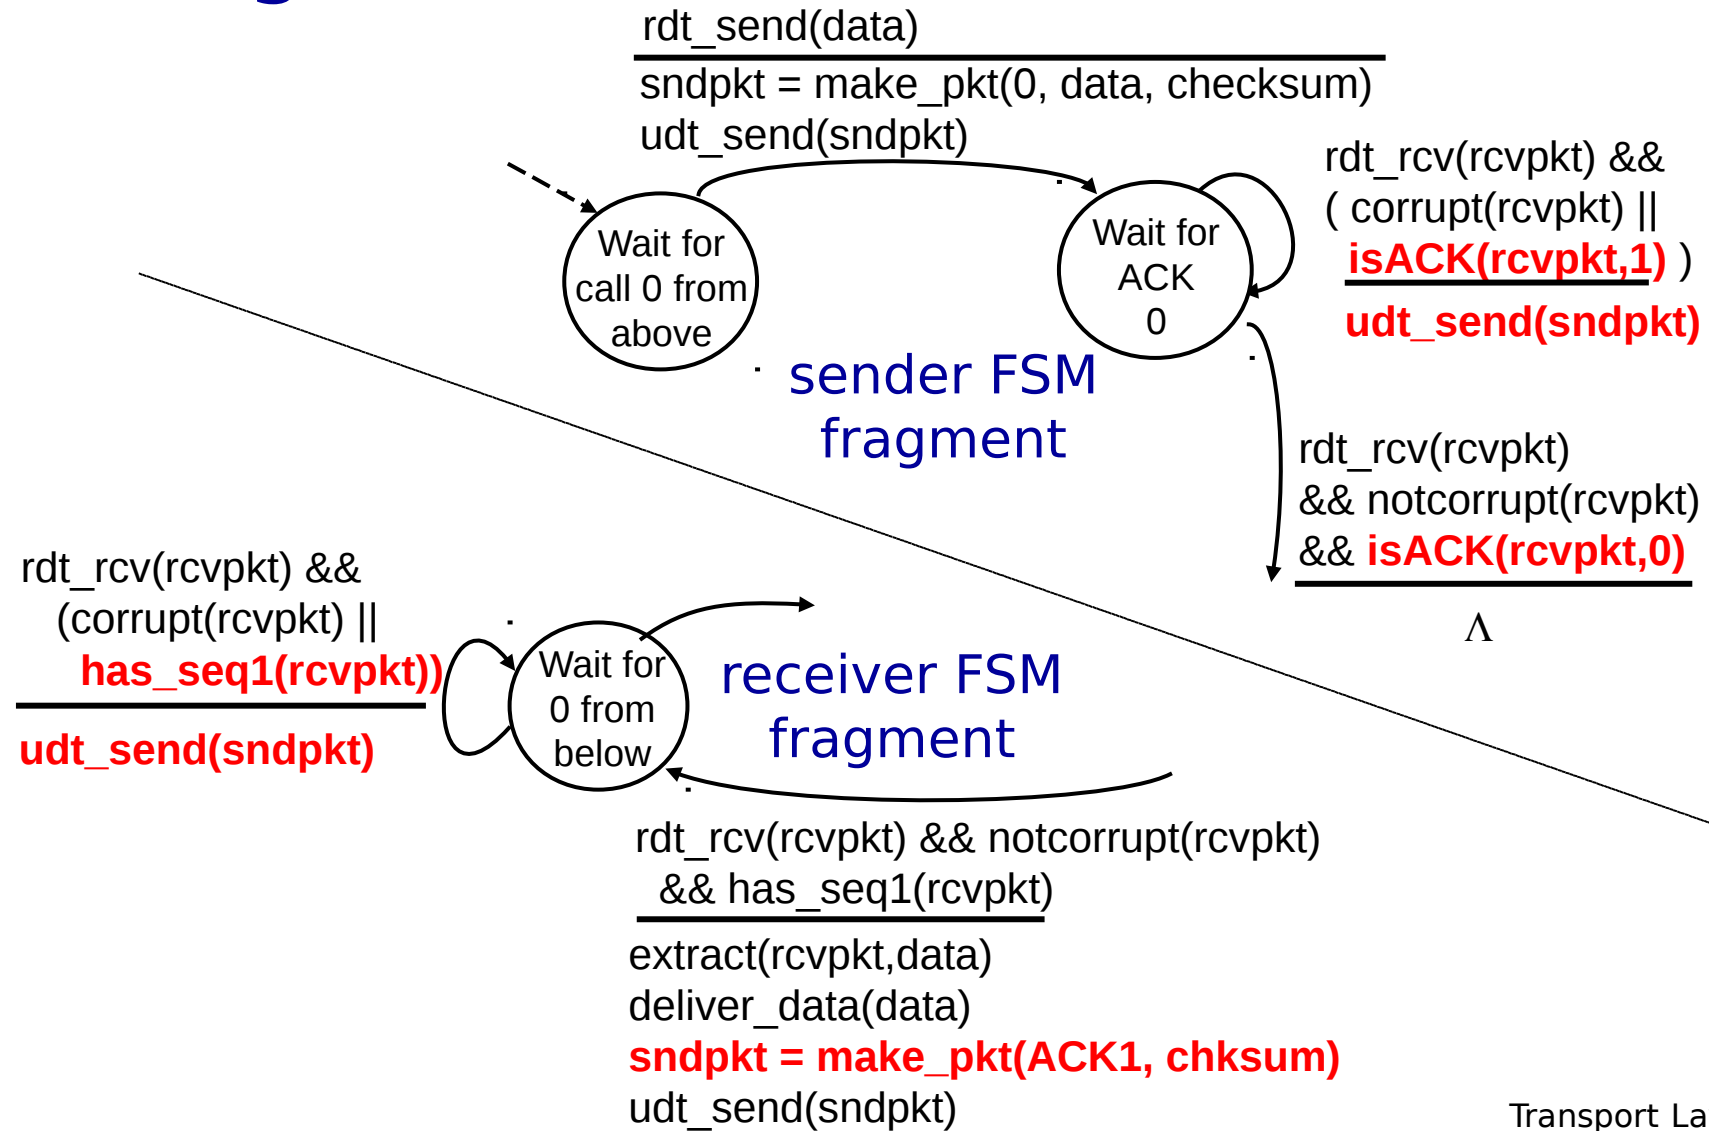 rdt_send(data)
sndpkt = make_pkt(0, data, checksum)
udt_send(sndpkt)
rdt_rcv(rcvpkt) &&
( corrupt(rcvpkt) ||
isACK(rcvpkt,1) )
udt_send(sndpkt)
Wait for
call 0 from
above
Wait for
ACK
0
sender FSM
fragment
rdt_rcv(rcvpkt)
&& notcorrupt(rcvpkt)
&& isACK(rcvpkt,0)
Λ
rdt_rcv(rcvpkt) &&
(corrupt(rcvpkt) ||
has_seq1(rcvpkt))
udt_send(sndpkt)
Wait for
0 from
below
receiver FSM
fragment
rdt_rcv(rcvpkt) && notcorrupt(rcvpkt)
&& has_seq1(rcvpkt)
extract(rcvpkt,data)
deliver_data(data)
sndpkt = make_pkt(ACK1, chksum)
udt_send(sndpkt)
Transport La